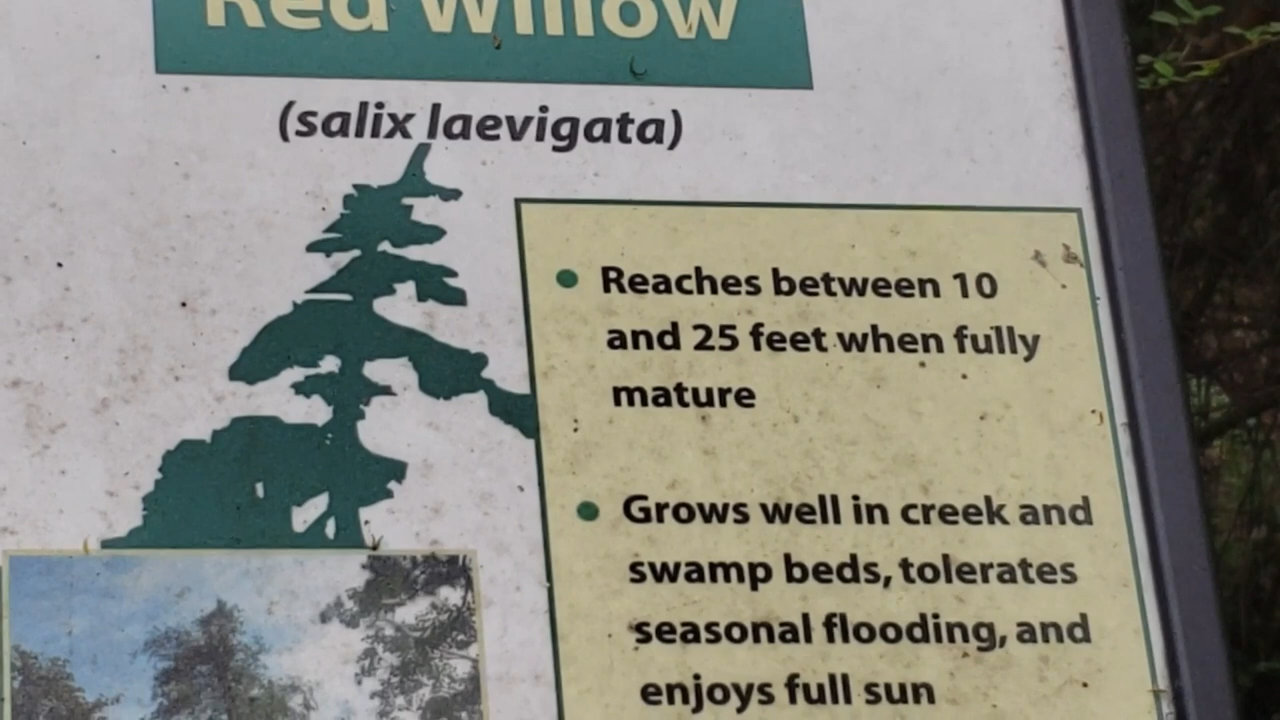 Red Willow
(salix laevigata)
• Reaches between 10
and 25 feet when fully
mature
• Grows well in creek and
swamp beds, tolerates
seasonal flooding, and
enjoys full sun